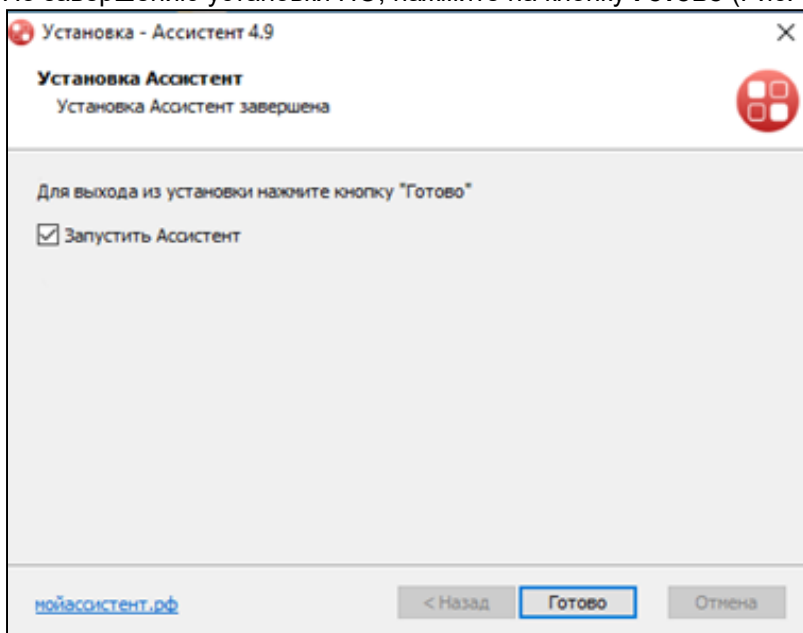 Установка - Ассистент 4.9
Установка Ассистент
Установка Ассистент завершена
Для выхода из установки нажмите кнопку "Готово"
Запустить Ассистент
мойассистент.рф
< Назад
Готово
Отмена